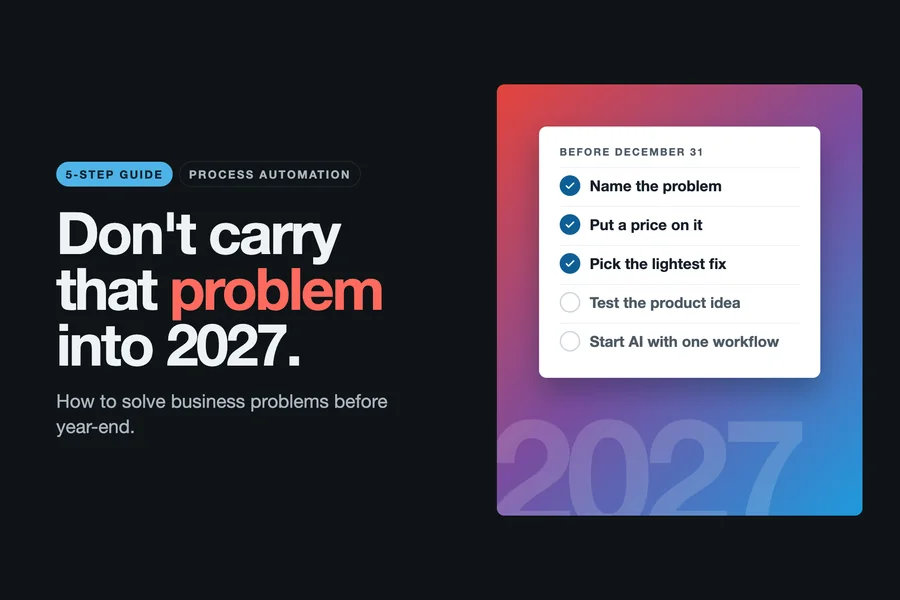 5-STEP GUIDE
PROCESS AUTOMATION
Don't carry
that problem
into 2027.
How to solve business problems before
year-end.
BEFORE DECEMBER 31
Name the problem
Put a price on it
Pick the lightest fix
Test the product idea
Start AI with one workflow
2027